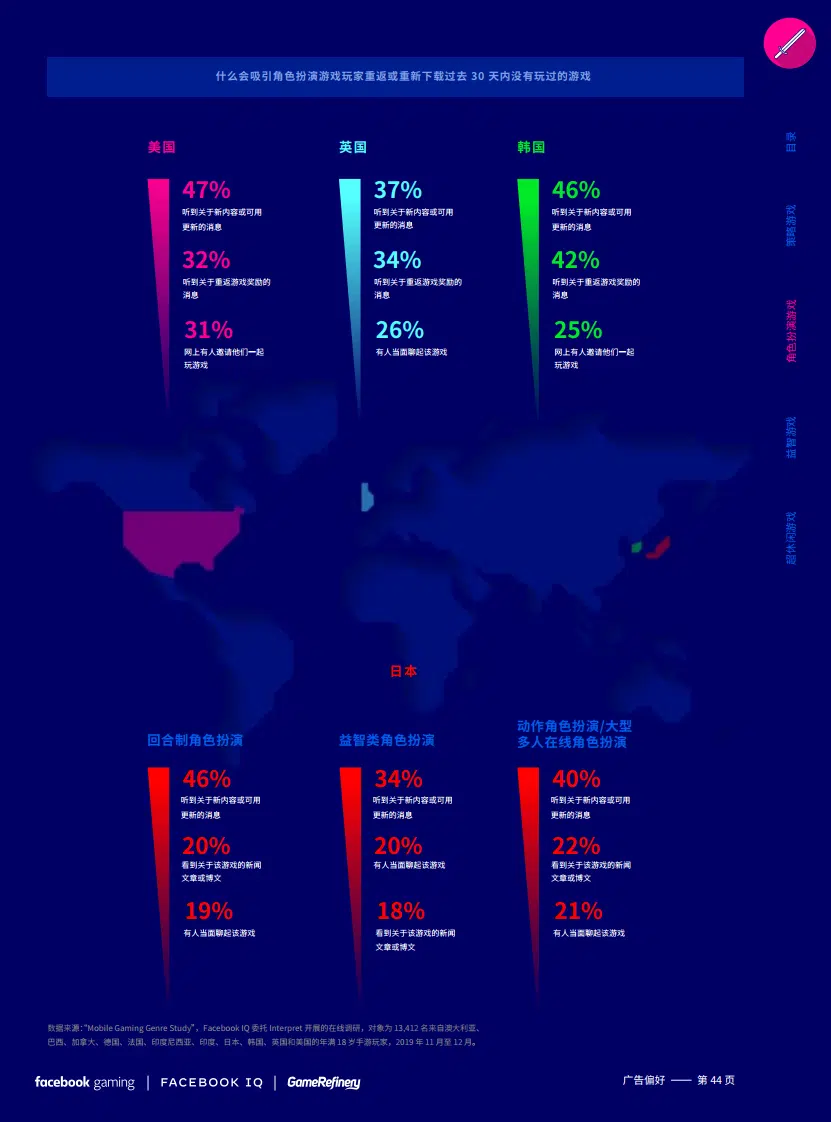 什么会吸引角色扮演游戏玩家重返或重新下载过去 30 天内没有玩过的游戏
目录
策略游戏
角色扮演游戏
益智游戏
超休闲游戏
美国
47%
听到关于新内容或可用
更新的消息
32%
听到关于重返游戏奖励的
消息
31%
网上有人邀请他们一起
玩游戏
英国
37%
听到关于新内容或可用
更新的消息
34%
听到关于重返游戏奖励的
消息
26%
有人当面聊起该游戏
韩国
46%
听到关于新内容或可用
更新的消息
42%
听到关于重返游戏奖励的
消息
25%
网上有人邀请他们一起
玩游戏
日本
回合制角色扮演
46%
听到关于新内容或可用
更新的消息
20%
看到关于该游戏的新闻
文章或博文
19%
有人当面聊起该游戏
益智类角色扮演
34%
听到关于新内容或可用
更新的消息
20%
有人当面聊起该游戏
18%
看到关于该游戏的新闻
文章或博文
动作角色扮演/大型
多人在线角色扮演
40%
听到关于新内容或可用
更新的消息
22%
看到关于该游戏的新闻
文章或博文
21%
有人当面聊起该游戏
数据来源：“Mobile Gaming Genre Study”，Facebook IQ 委托 Interpret 开展的在线调研，对象为 13,412 名来自澳大利亚、
巴西、加拿大、德国、法国、印度尼西亚、印度、日本、韩国、英国和美国的年满 18 岁手游玩家，2019 年 11 月至 12 月。
facebook gaming | FACEBOOK IQ | GameRefinery
广告偏好 —— 第 44 页